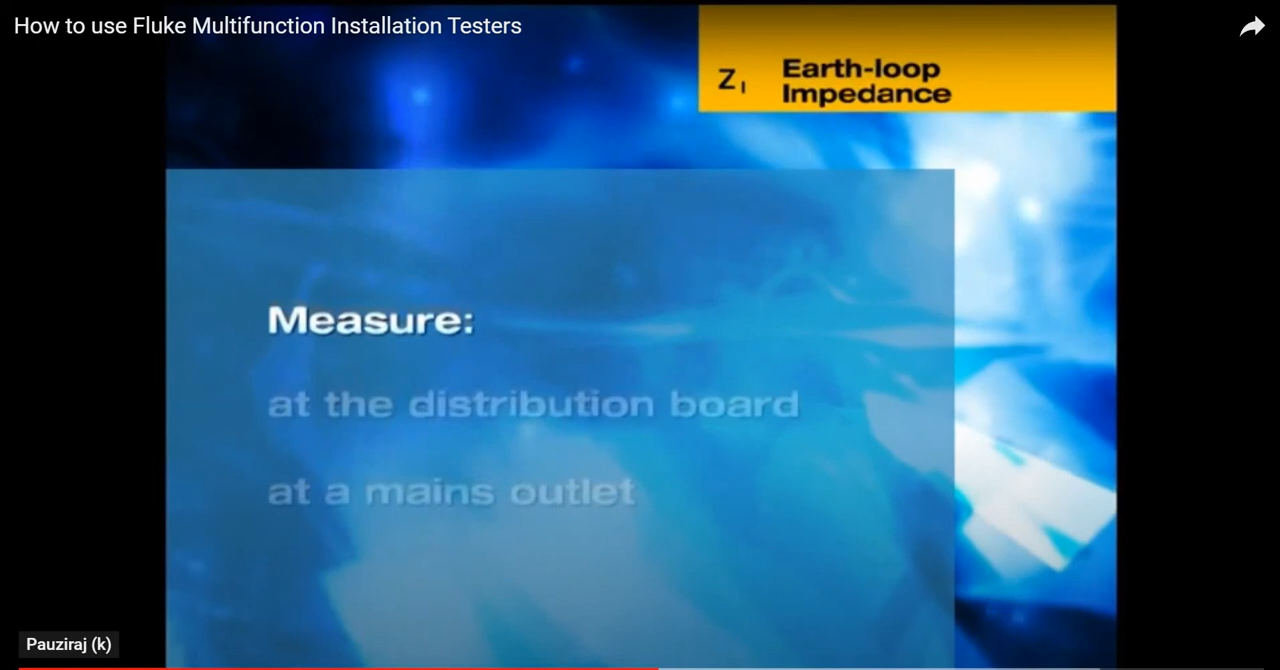 How to use Fluke Multifunction Installation Testers
ZI Earth-loop
Impedance
Measure:
at the distribution board
at a mains outlet
Pauziraj (k)